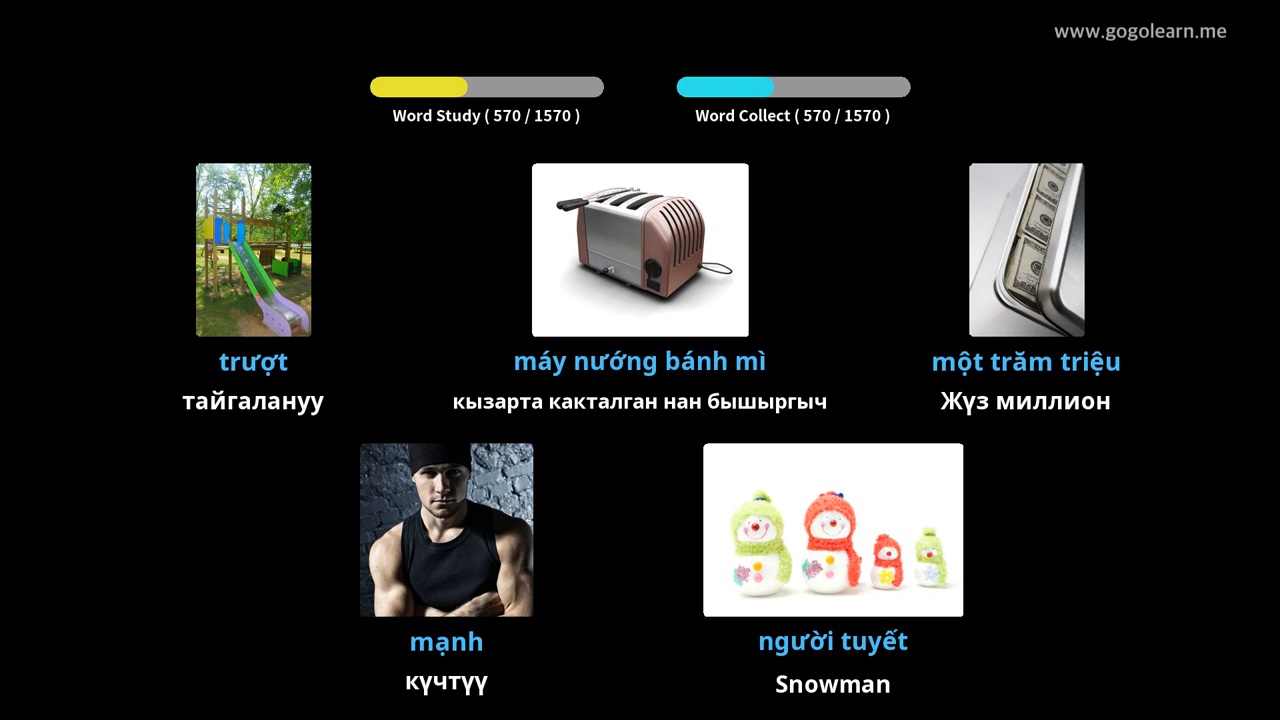 www.gogolearn.me
Word Study ( 570 / 1570 )
Word Collect ( 570 / 1570 )
trượt
máy nướng bánh mì
một trăm triệu
тайгалануу
кызарта какталган нан бышыргыч
Жүз миллион
mạnh
người tuyết
күчтүү
Snowman